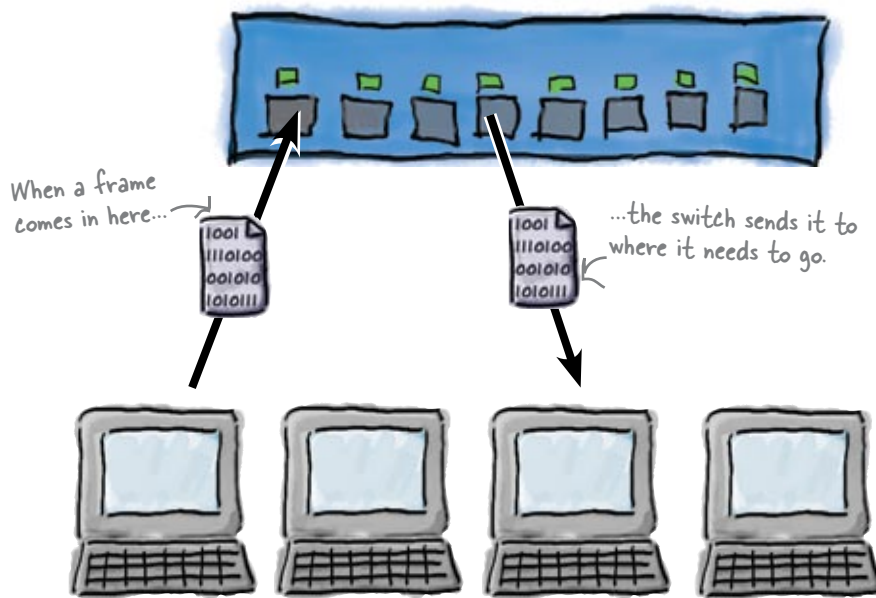 When a frame
comes in here...
1001
1110100
001010
1010111
...the switch sends it to
where it needs to go.
1001
1110100
001010
1010111